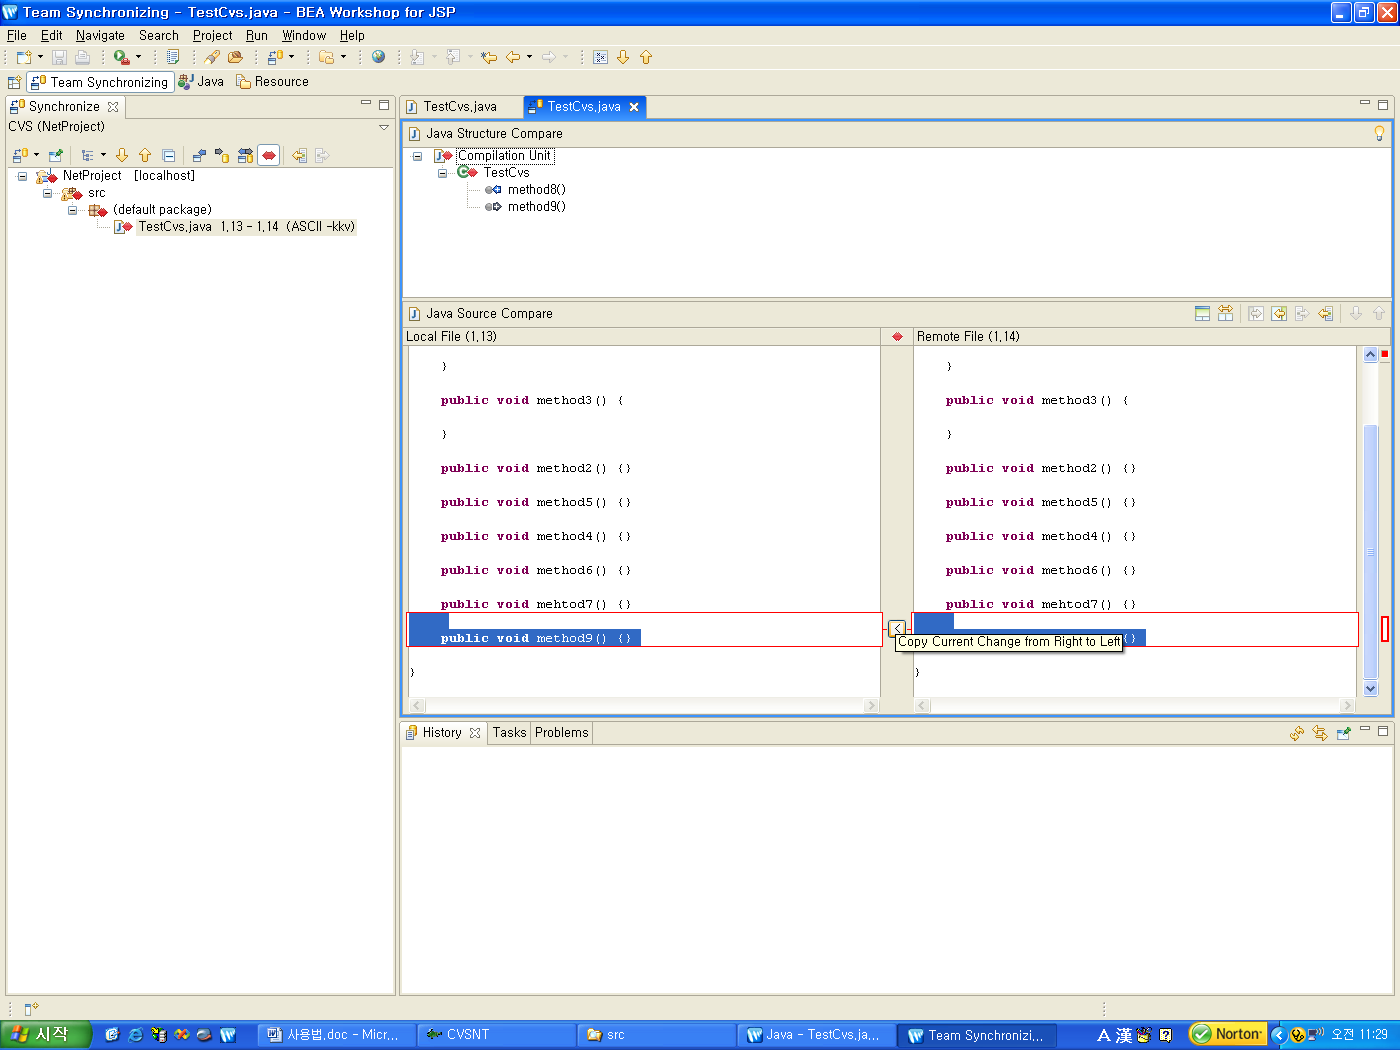 Team Synchronizing - TestCvs.java - BEA Workshop for JSP
File Edit Navigate Search Project Run Window Help
Team Synchronizing Java Resource
Synchronize
CVS (NetProject)
NetProject [localhost]
src
(default package)
TestCvs.java 1.13 - 1.14 (ASCII -kkv)
TestCvs.java TestCvs.java
Java Structure Compare
Compilation Unit
TestCvs
method8()
method9()
Java Source Compare
Local File (1.13)
}
public void method3() {
}
public void method2() {}
public void method5() {}
public void method4() {}
public void method6() {}
public void mehtod7() {}
public void method9() {}
}
Remote File (1.14)
}
public void method3() {
}
public void method2() {}
public void method5() {}
public void method4() {}
public void method6() {}
public void mehtod7() {}
()
Copy Current Change from Right to Left
}
History Tasks Problems
시작
사용법.doc - Micr...
CVSNT
src
Java - TestCvs.ja...
Team Synchronizi...
A 漢
Norton
오전 11:29